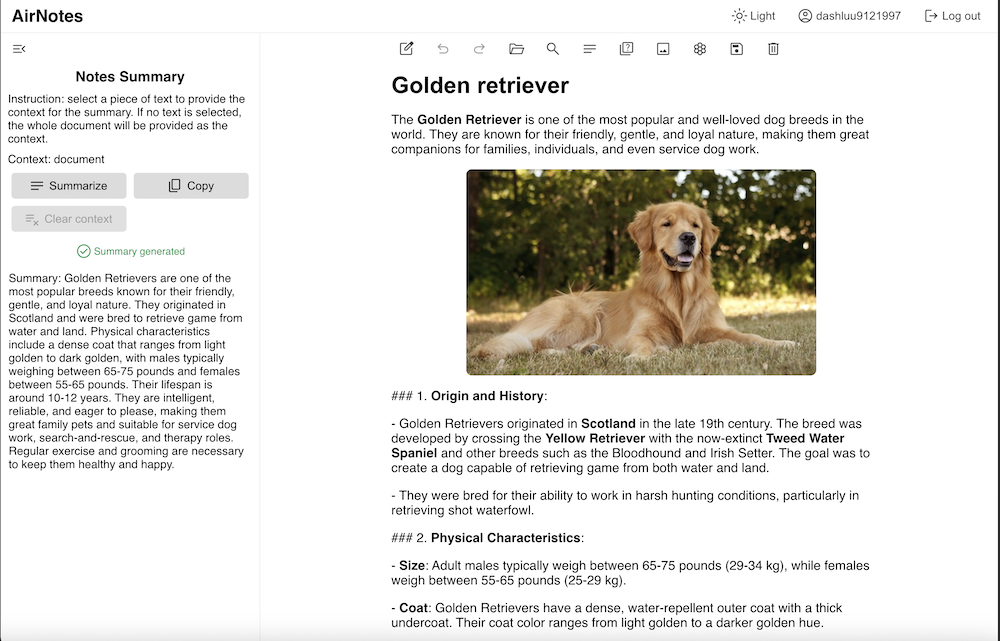 AirNotes
Light
dashluu9121997
Log out
Notes Summary
Instruction: select a piece of text to provide the
context for the summary. If no text is selected,
the whole document will be provided as the
context.
Context: document
Summarize
Copy
Clear context
Summary generated
Summary: Golden Retrievers are one of the
most popular breeds known for their friendly,
gentle, and loyal nature. They originated in
Scotland and were bred to retrieve game from
water and land. Physical characteristics
include a dense coat that ranges from light
golden to dark golden, with males typically
weighing between 65-75 pounds and females
between 55-65 pounds. Their lifespan is
around 10-12 years. They are intelligent,
reliable, and eager to please, making them
great family pets and suitable for service dog
work, search-and-rescue, and therapy roles.
Regular exercise and grooming are necessary
to keep them healthy and happy.
Golden retriever
The Golden Retriever is one of the most popular and well-loved dog breeds in the
world. They are known for their friendly, gentle, and loyal nature, making them great
companions for families, individuals, and even service dog work.
### 1. Origin and History:
- Golden Retrievers originated in Scotland in the late 19th century. The breed was
developed by crossing the Yellow Retriever with the now-extinct Tweed Water
Spaniel and other breeds such as the Bloodhound and Irish Setter. The goal was to
create a dog capable of retrieving game from both water and land.
- They were bred for their ability to work in harsh hunting conditions, particularly in
retrieving shot waterfowl.
### 2. Physical Characteristics:
- Size: Adult males typically weigh between 65-75 pounds (29-34 kg), while females
weigh between 55-65 pounds (25-29 kg).
- Coat: Golden Retrievers have a dense, water-repellent outer coat with a thick
undercoat. Their coat color ranges from light golden to a darker golden hue.